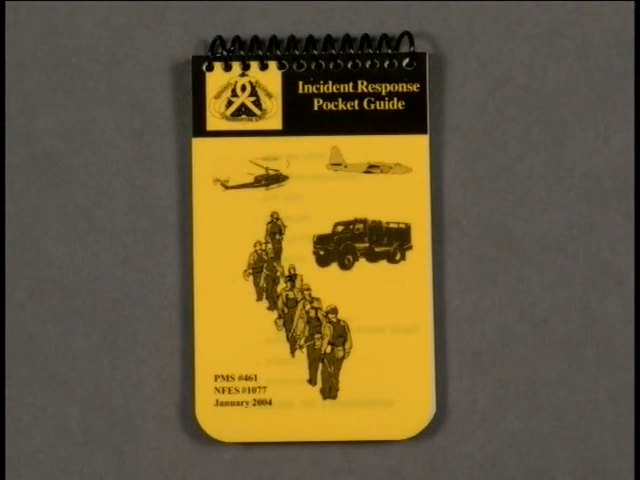 Incident Response
Pocket Guide
PMS #461
NFES #1077
January 2004